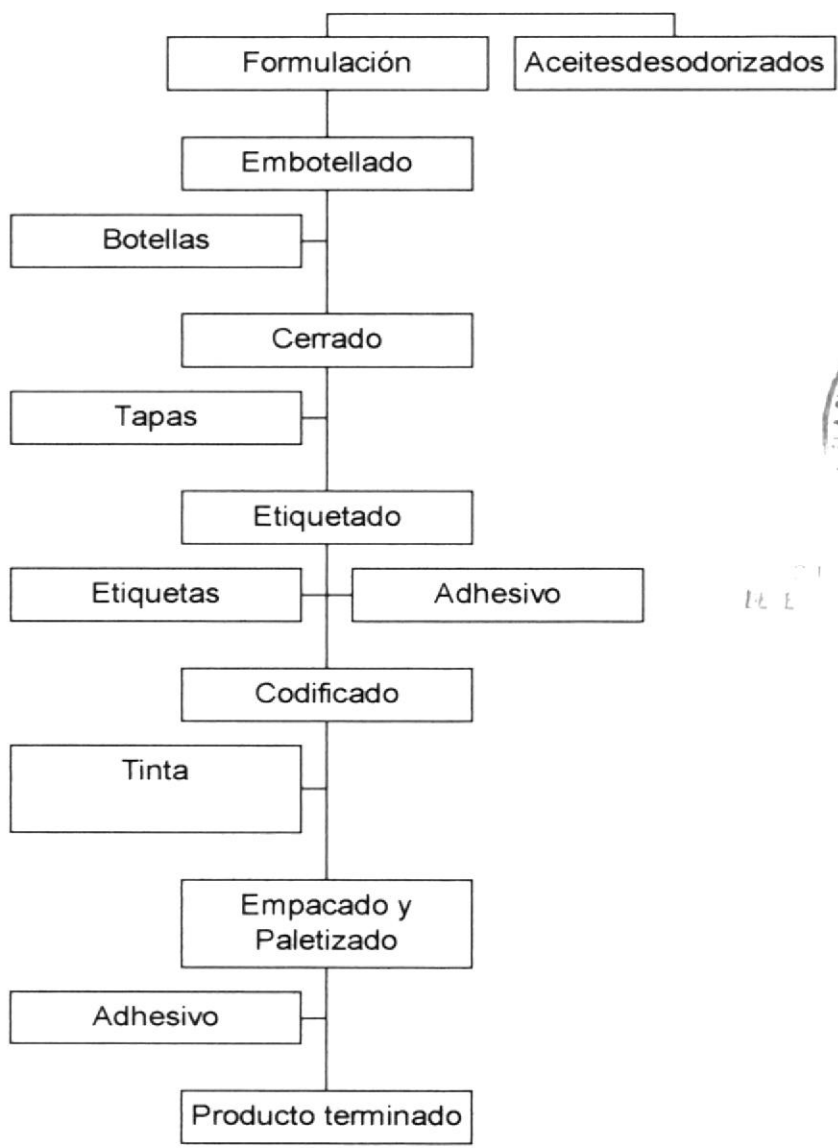 Formulación
Aceitesdesodorizados
Embotellado
Botellas
Cerrado
Tapas
Etiquetado
Etiquetas
Adhesivo
Codificado
Tinta
Empacado y
Paletizado
Adhesivo
Producto terminado